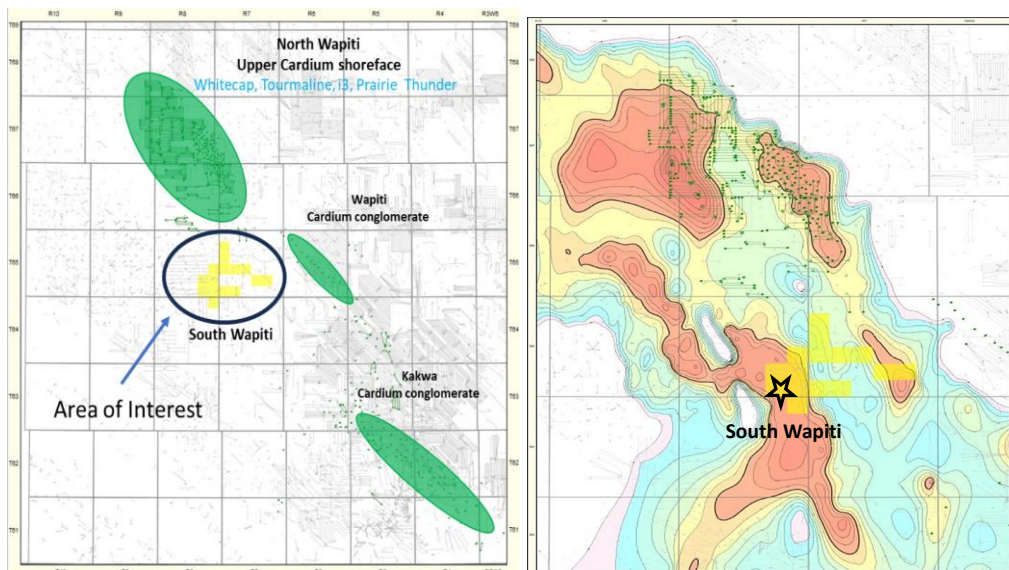 R10 R9 R8 R7 R6 R5 R4 R3W6
T69
T68
T67
T66
T65
T64
T63
T62
T61
North Wapiti
Upper Cardium shoreface
Whitecap, Tourmaline, i3, Prairie Thunder
Wapiti
Cardium conglomerate
South Wapiti
Kakwa
Cardium conglomerate
Area of Interest
South Wapiti